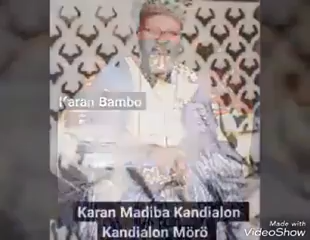 Karan Bambo
Karan Madiba Kandialon
Kandialon Mörö
Made with
VideoShow